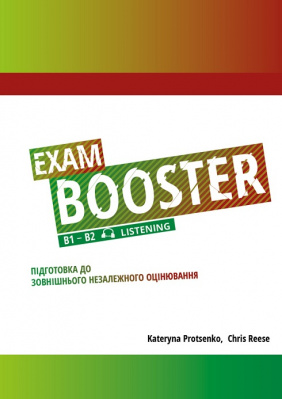 EXAM
BOOSTER
B1 – B2 LISTENING
ПІДГОТОВКА ДО
ЗОВНІШНЬОГО НЕЗАЛЕЖНОГО ОЦІНЮВАННЯ
Kateryna Protsenko, Chris Reese